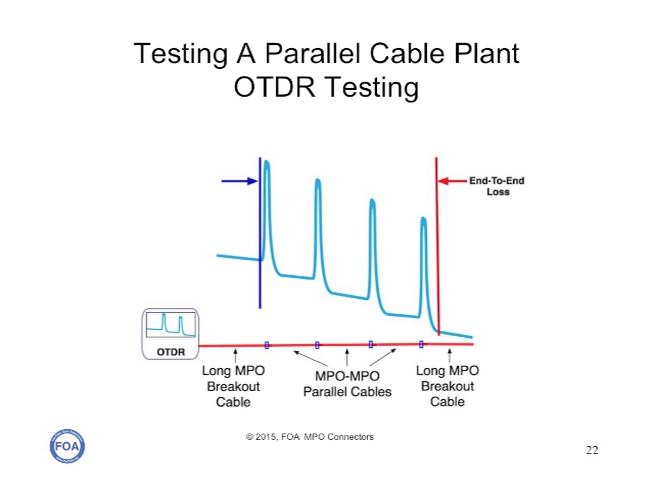 Testing A Parallel Cable Plant
OTDR Testing
End-To-End
Loss
OTDR
Long MPO
Breakout
Cable
MPO-MPO
Parallel Cables
Long MPO
Breakout
Cable
© 2015, FOA MPO Connectors
FOA
22